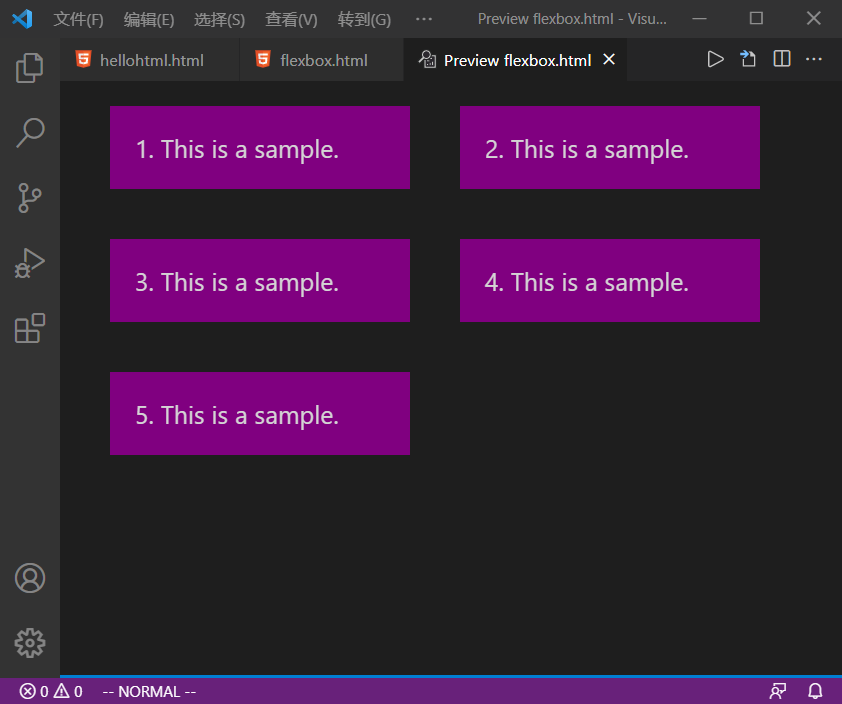 文件(F) 编辑(E) 选择(S) 查看(V) 转到(G) ··· Preview flexbox.html - Visu...
hellohtml.html flexbox.html Preview flexbox.html
1. This is a sample. 2. This is a sample.
3. This is a sample. 4. This is a sample.
5. This is a sample.
0 0 -- NORMAL --